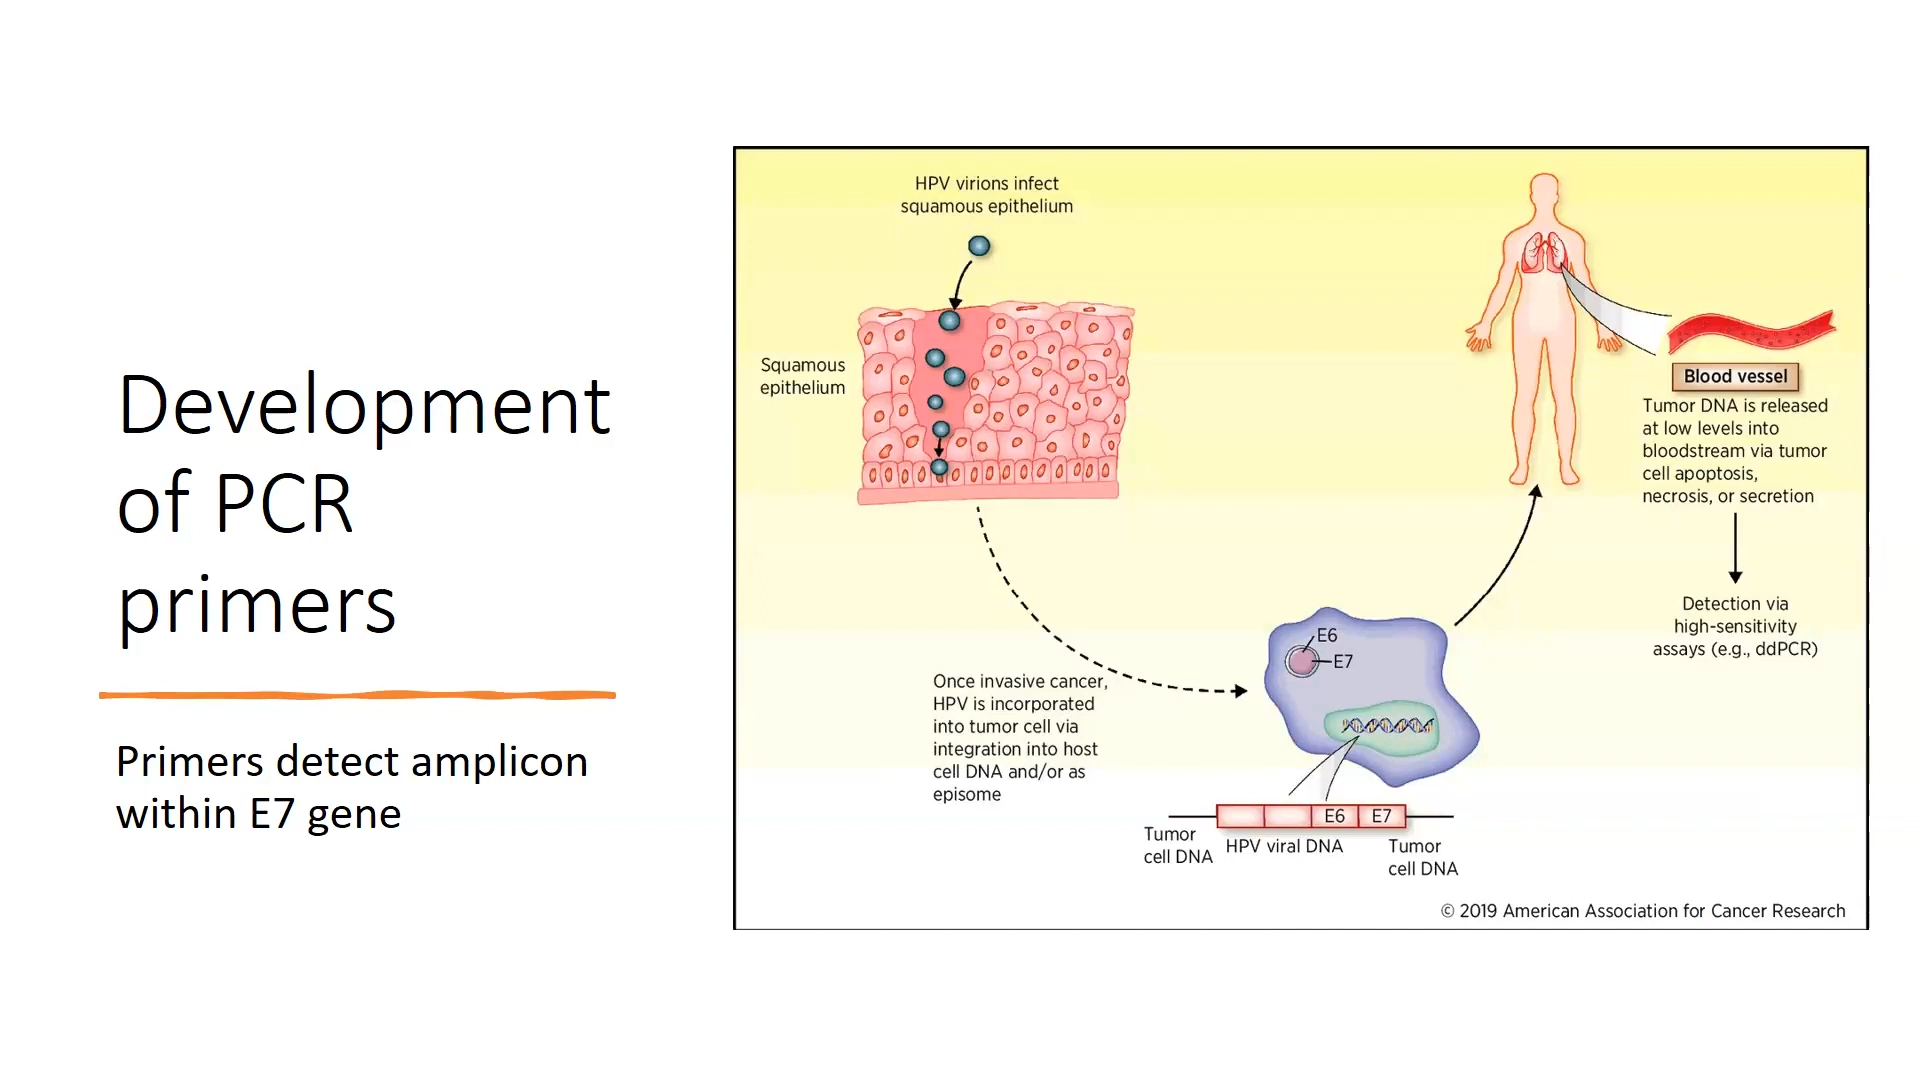 Development
of PCR
primers
Primers detect amplicon
within E7 gene
HPV virions infect
squamous epithelium
Squamous
epithelium
Blood vessel
Tumor DNA is released
at low levels into
bloodstream via tumor
cell apoptosis,
necrosis, or secretion
Detection via
high-sensitivity
assays (e.g., ddPCR)
E6
E7
Once invasive cancer,
HPV is incorporated
into tumor cell via
integration into host
cell DNA and/or as
episome
E6 E7
Tumor
cell DNA
HPV viral DNA
Tumor
cell DNA
© 2019 American Association for Cancer Research